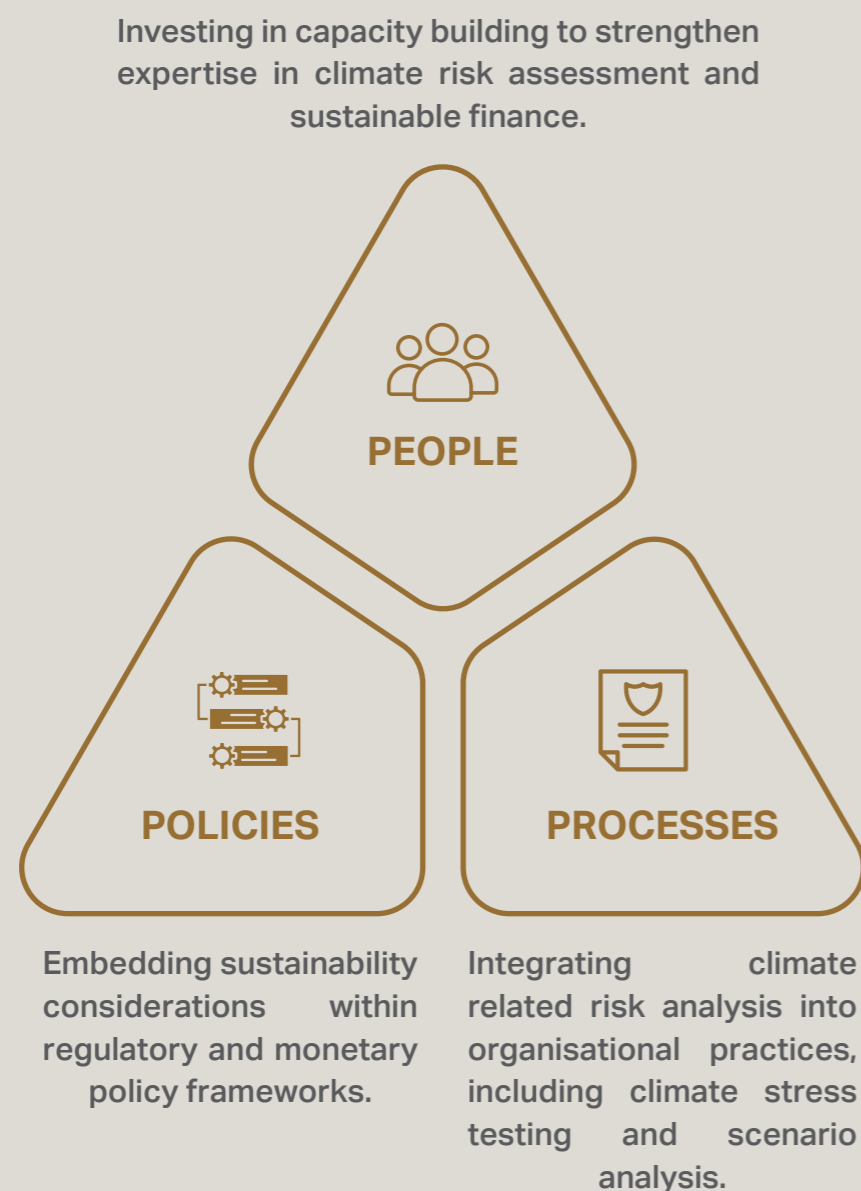 Investing in capacity building to strengthen
expertise in climate risk assessment and
sustainable finance.
PEOPLE
POLICIES
PROCESSES
Embedding sustainability
considerations within
regulatory and monetary
policy frameworks.
Integrating climate
related risk analysis into
organisational practices,
including climate stress
testing and scenario
analysis.